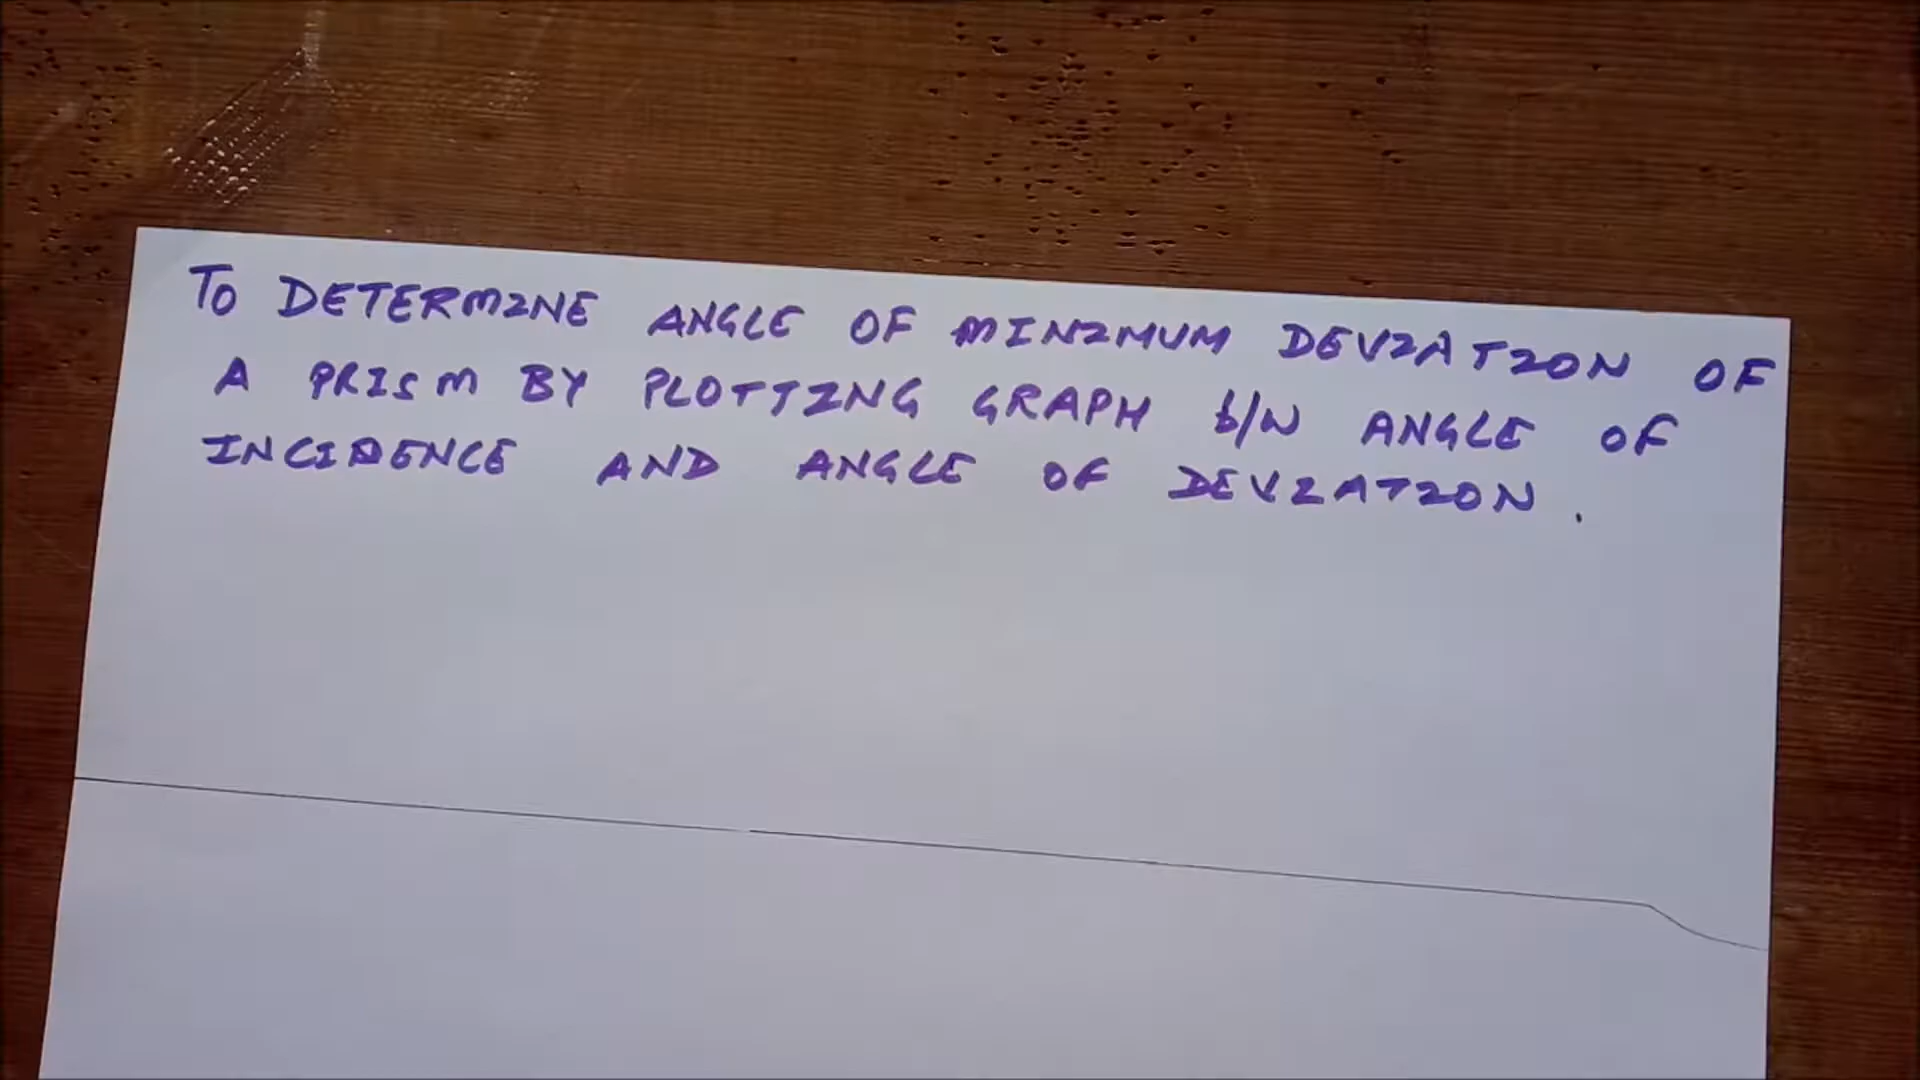 TO DETERMINE ANGLE OF MINIMUM DEVIATION OF
A PRISM BY PLOTTING GRAPH b/w ANGLE OF
INCIDENCE AND ANGLE OF DEVIATION.